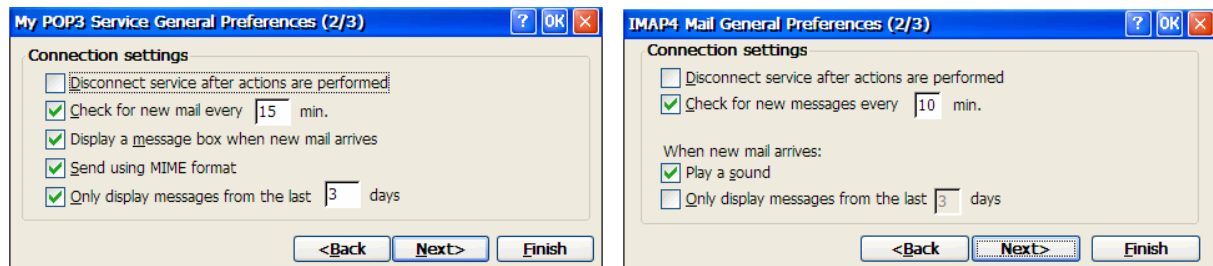 My POP3 Service General Preferences (2/3) ? OK
Connection settings
Disconnect service after actions are performed
Check for new mail every 15 min.
Display a message box when new mail arrives
Send using MIME format
Only display messages from the last 3 days
<Back Next> Finish
IMAP4 Mail General Preferences (2/3) ? OK
Connection settings
Disconnect service after actions are performed
Check for new messages every 10 min.
When new mail arrives:
Play a sound
Only display messages from the last 3 days
<Back Next> Finish